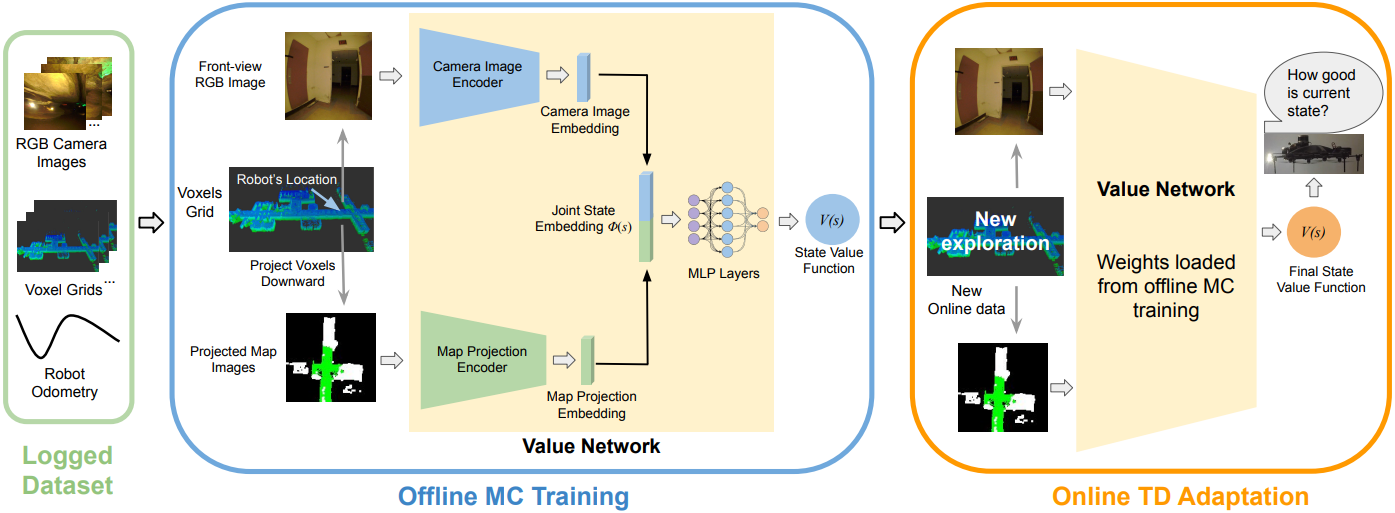 ...
RGB Camera
Images
...
Voxel Grids
Robot
Odometry
Logged
Dataset
Front-view
RGB Image
Voxels
Grid
Robot's Location
Project Voxels
Downward
Projected Map
Images
Camera Image
Encoder
Camera Image
Embedding
Joint State
Embedding Φ(s)
MLP Layers
V(s)
State Value
Function
Map Projection
Encoder
Map Projection
Embedding
Value Network
Offline MC Training
New
exploration
New
Online data
Value Network
Weights loaded
from offline MC
training
How good
is current
state?
V(s)
Final State
Value Function
Online TD Adaptation